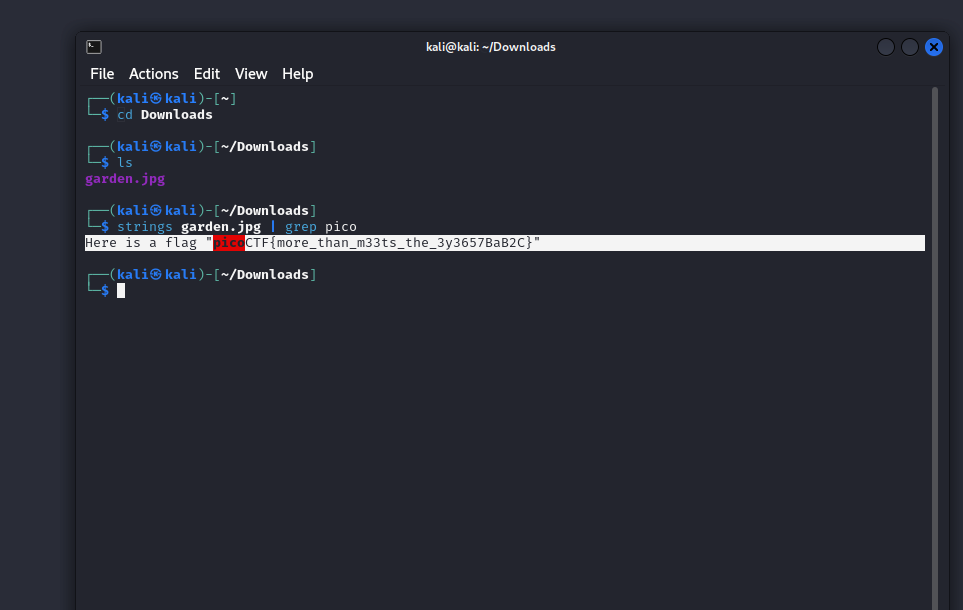 kali@kali: ~/Downloads
File Actions Edit View Help
┌──(kali㉿kali)-[~]
└─$ cd Downloads
┌──(kali㉿kali)-[~/Downloads]
└─$ ls
garden.jpg
┌──(kali㉿kali)-[~/Downloads]
└─$ strings garden.jpg | grep pico
Here is a flag "picoCTF{more_than_m33ts_the_3y3657BaB2C}"
┌──(kali㉿kali)-[~/Downloads]
└─$